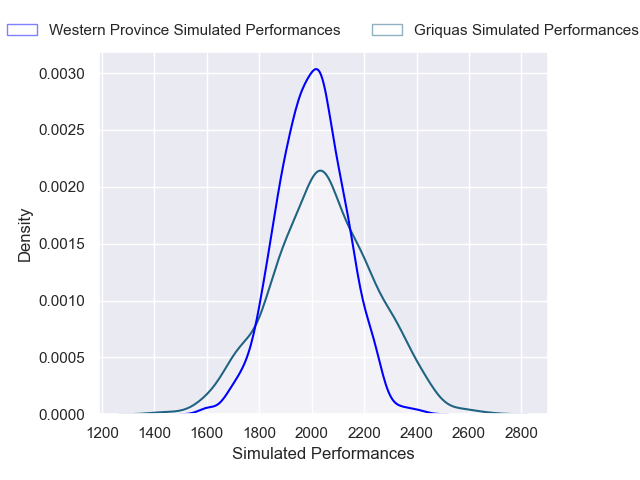 Western Province Simulated Performances
Griquas Simulated Performances
0.0030
0.0025
0.0020
0.0015
0.0010
0.0005
0.0000
Density
1200 1400 1600 1800 2000 2200 2400 2600 2800
Simulated Performances